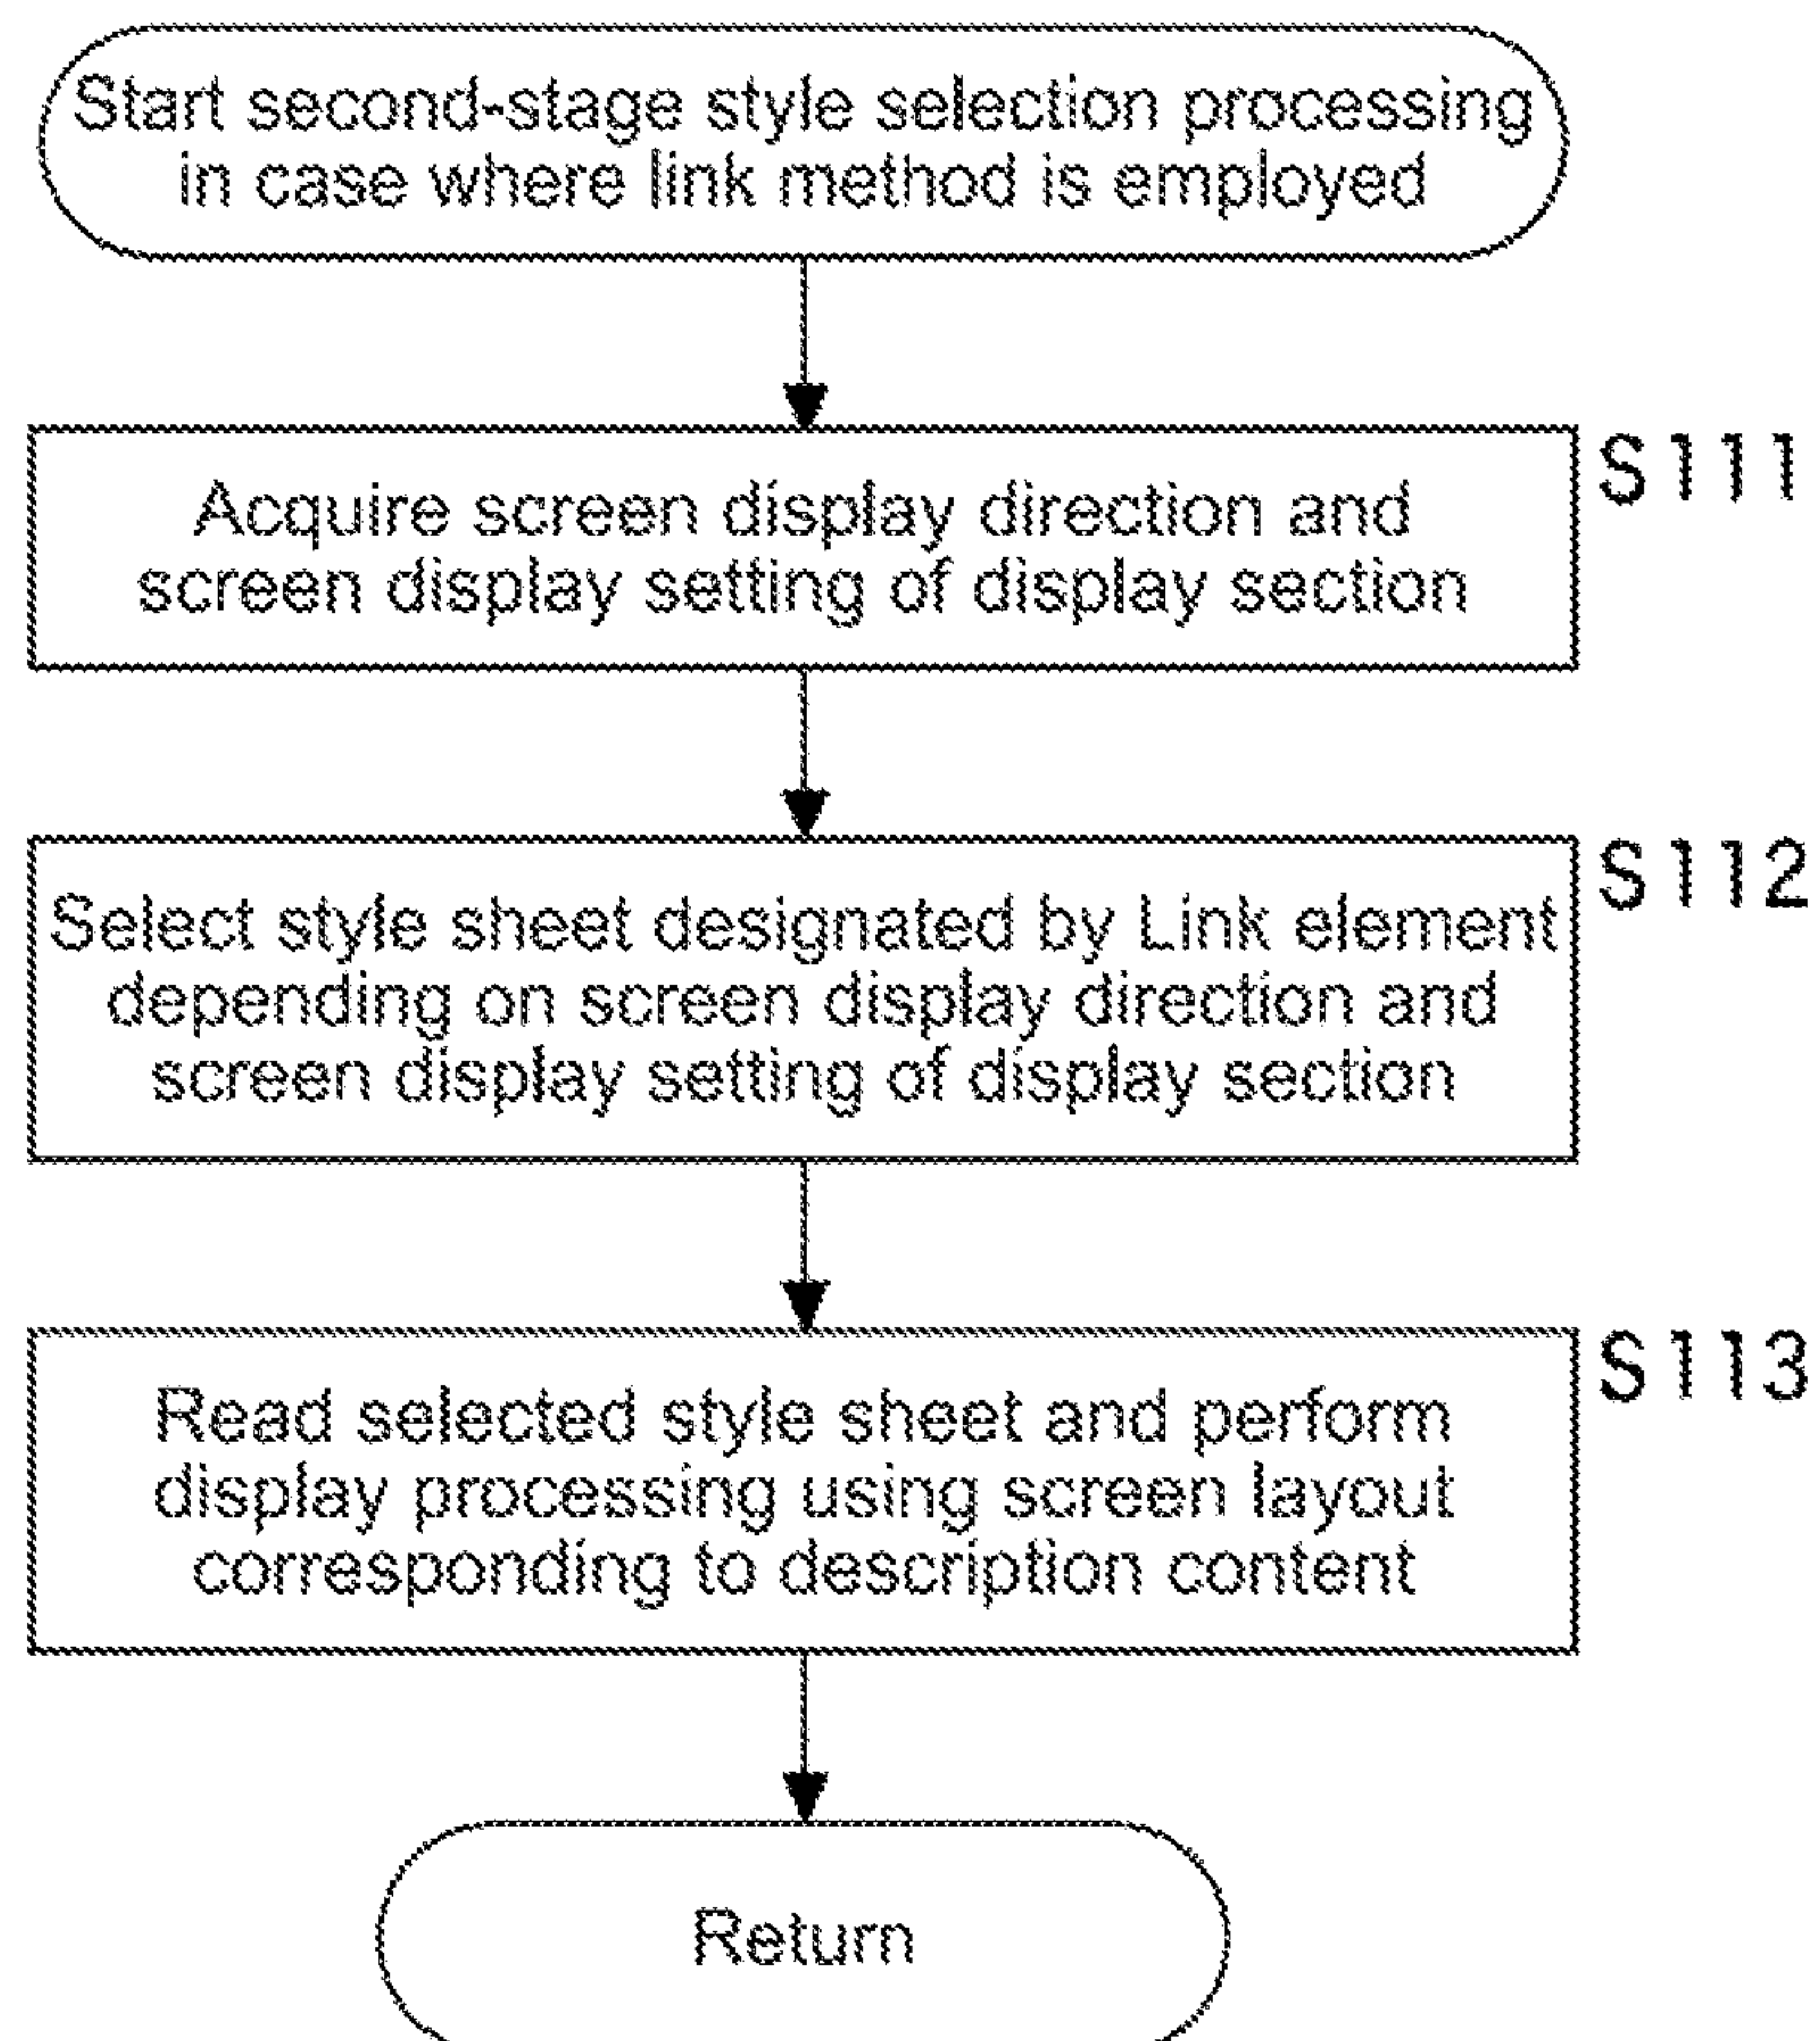 Start second-stage style selection processing
in case where link method is employed
S111
Acquire screen display direction and
screen display setting of display section
S112
Select style sheet designated by Link element
depending on screen display direction and
screen display setting of display section
S113
Read selected style sheet and perform
display processing using screen layout
corresponding to description content
Return